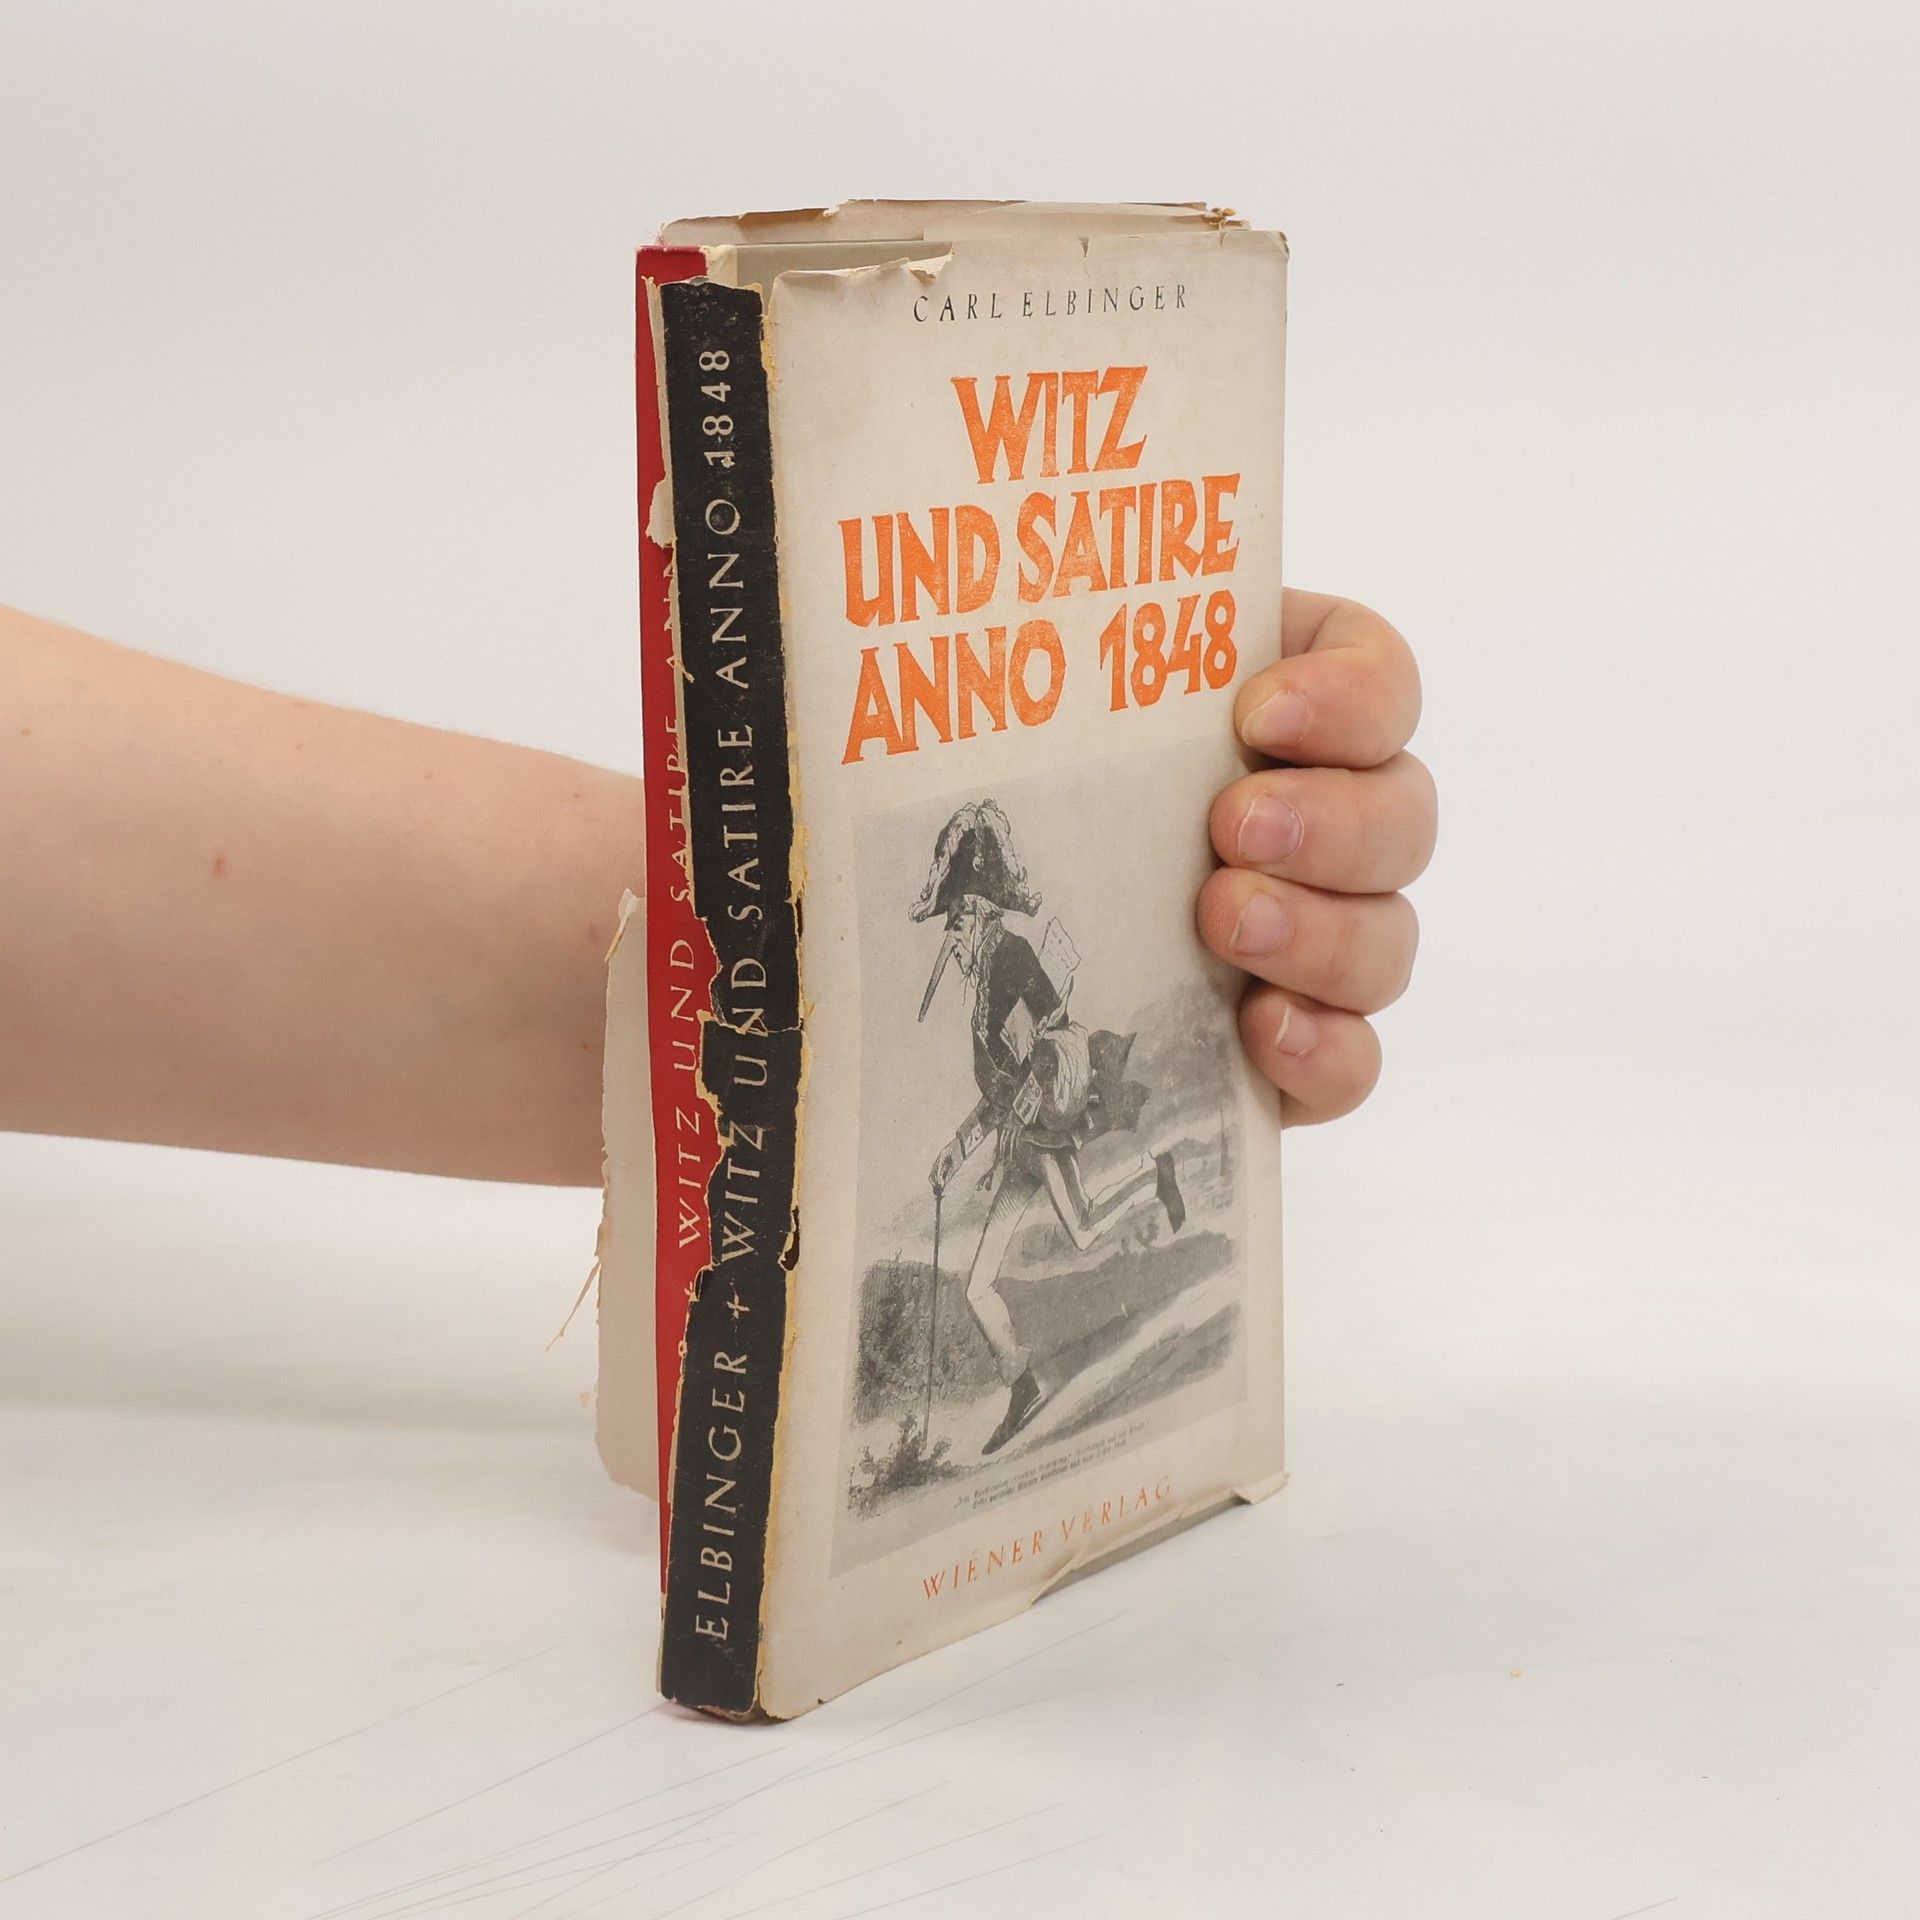 CARL ELBINGER
WITZ
UND SATIRE
ANNO 1848
WIENER VERLAG
ELBINGER + WITZ UND SATIRE ANNO 1848
WITZ UND SATIRE